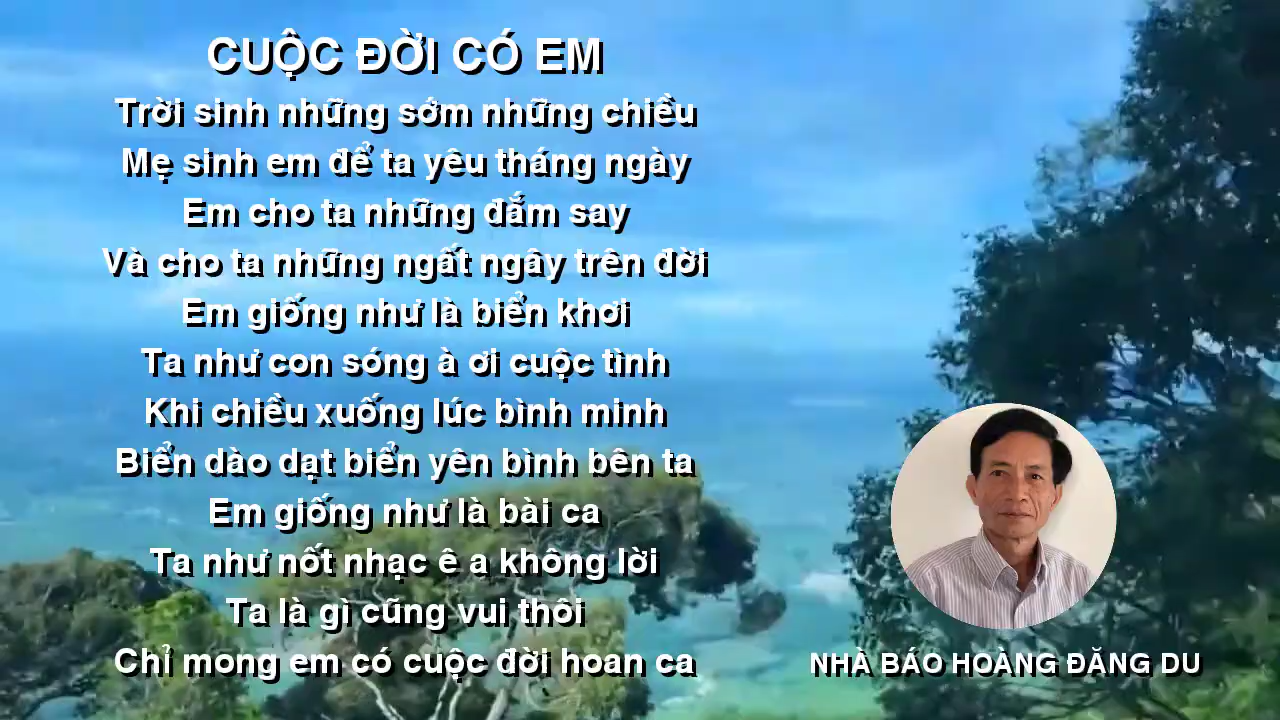 CUỘC ĐỜI CÓ EM
Trời sinh những sớm những chiều
Mẹ sinh em để ta yêu tháng ngày
Em cho ta những đắm say
Và cho ta những ngất ngây trên đời
Em giống như là biển khơi
Ta như con sóng à ơi cuộc tình
Khi chiều xuống lúc bình minh
Biển dào dạt biển yên bình bên ta
Em giống như là bài ca
Ta như nốt nhạc ê a không lời
Ta là gì cũng vui thôi
Chỉ mong em có cuộc đời hoan ca
NHÀ BÁO HOÀNG ĐĂNG DU